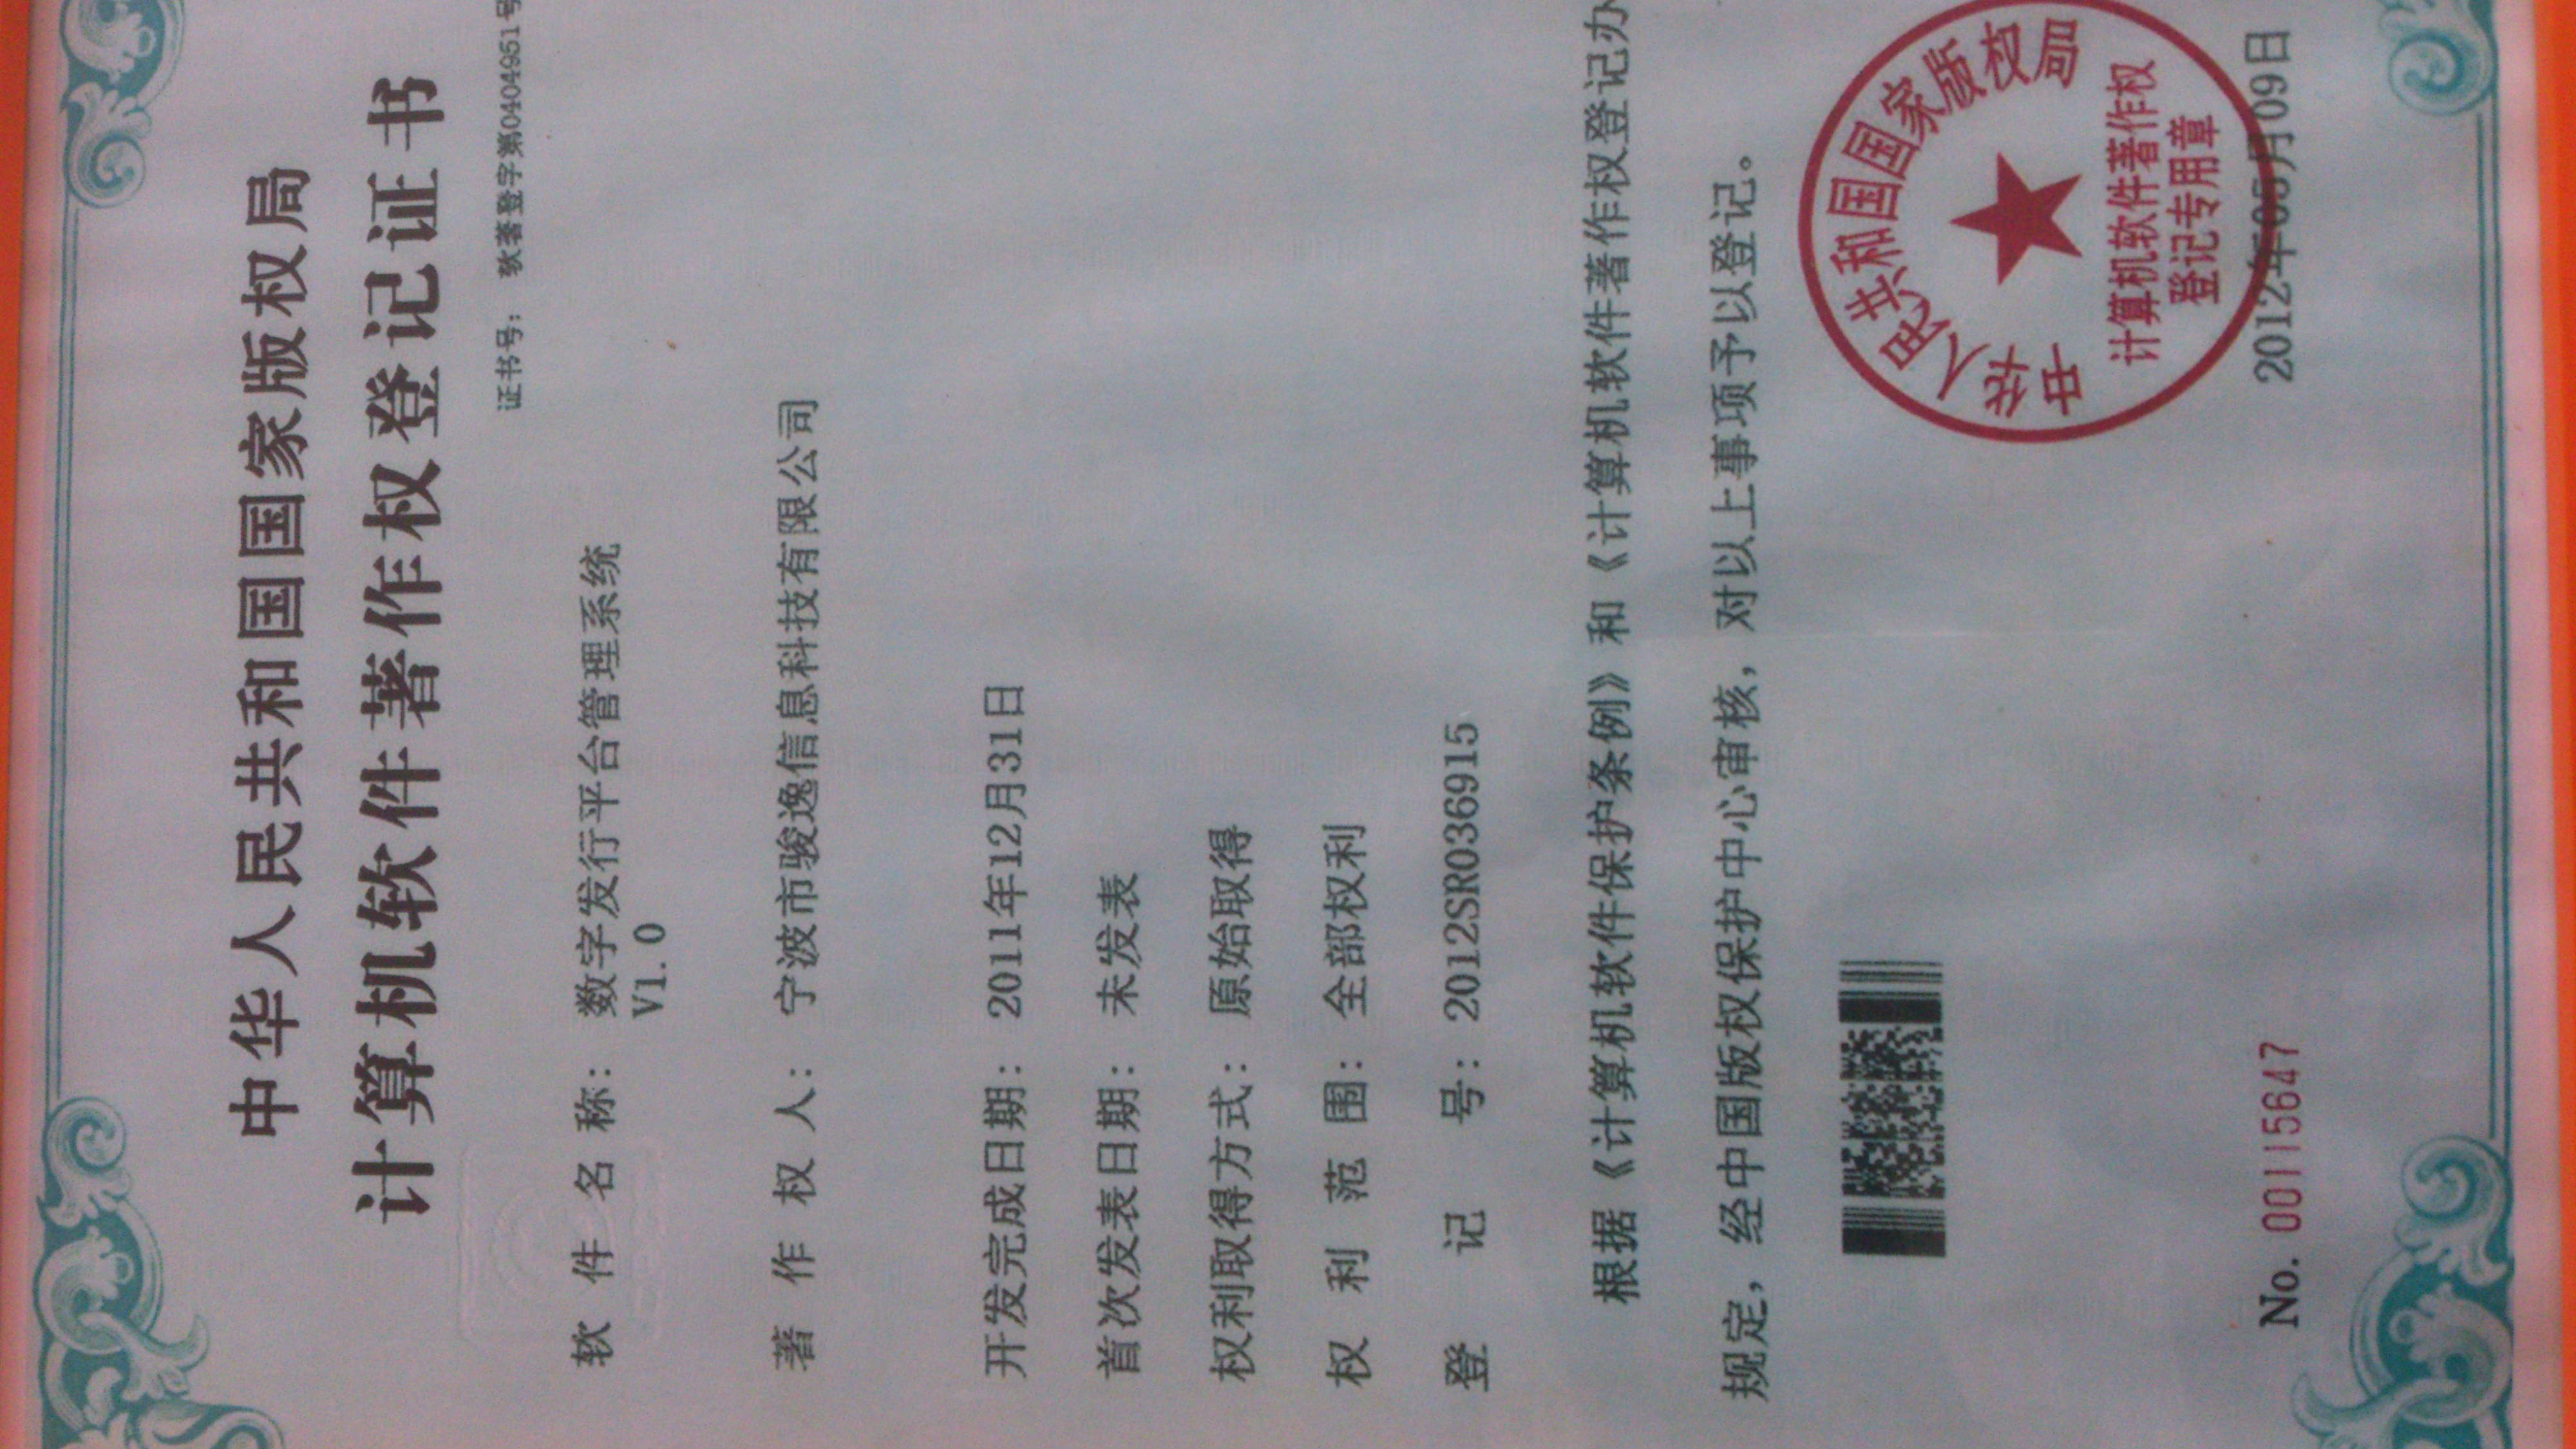 中华人民共和国国家版权局
计算机软件著作权登记证书
证书号： 软著登字第0404951号
软件名称： 数字发行平台管理系统
V1.0
著作权人： 宁波市骏逸信息科技有限公司
开发完成日期： 2011年12月31日
首次发表日期： 未发表
权利取得方式： 原始取得
权利范围： 全部权利
登记号： 2012SR036915
根据《计算机软件保护条例》和《计算机软件著作权登记办
规定，经中国版权保护中心审核，对以上事项予以登记。
中华人民共和国国家版权局
计算机软件著作权
登记专用章
No. 00115647
2012年05月09日